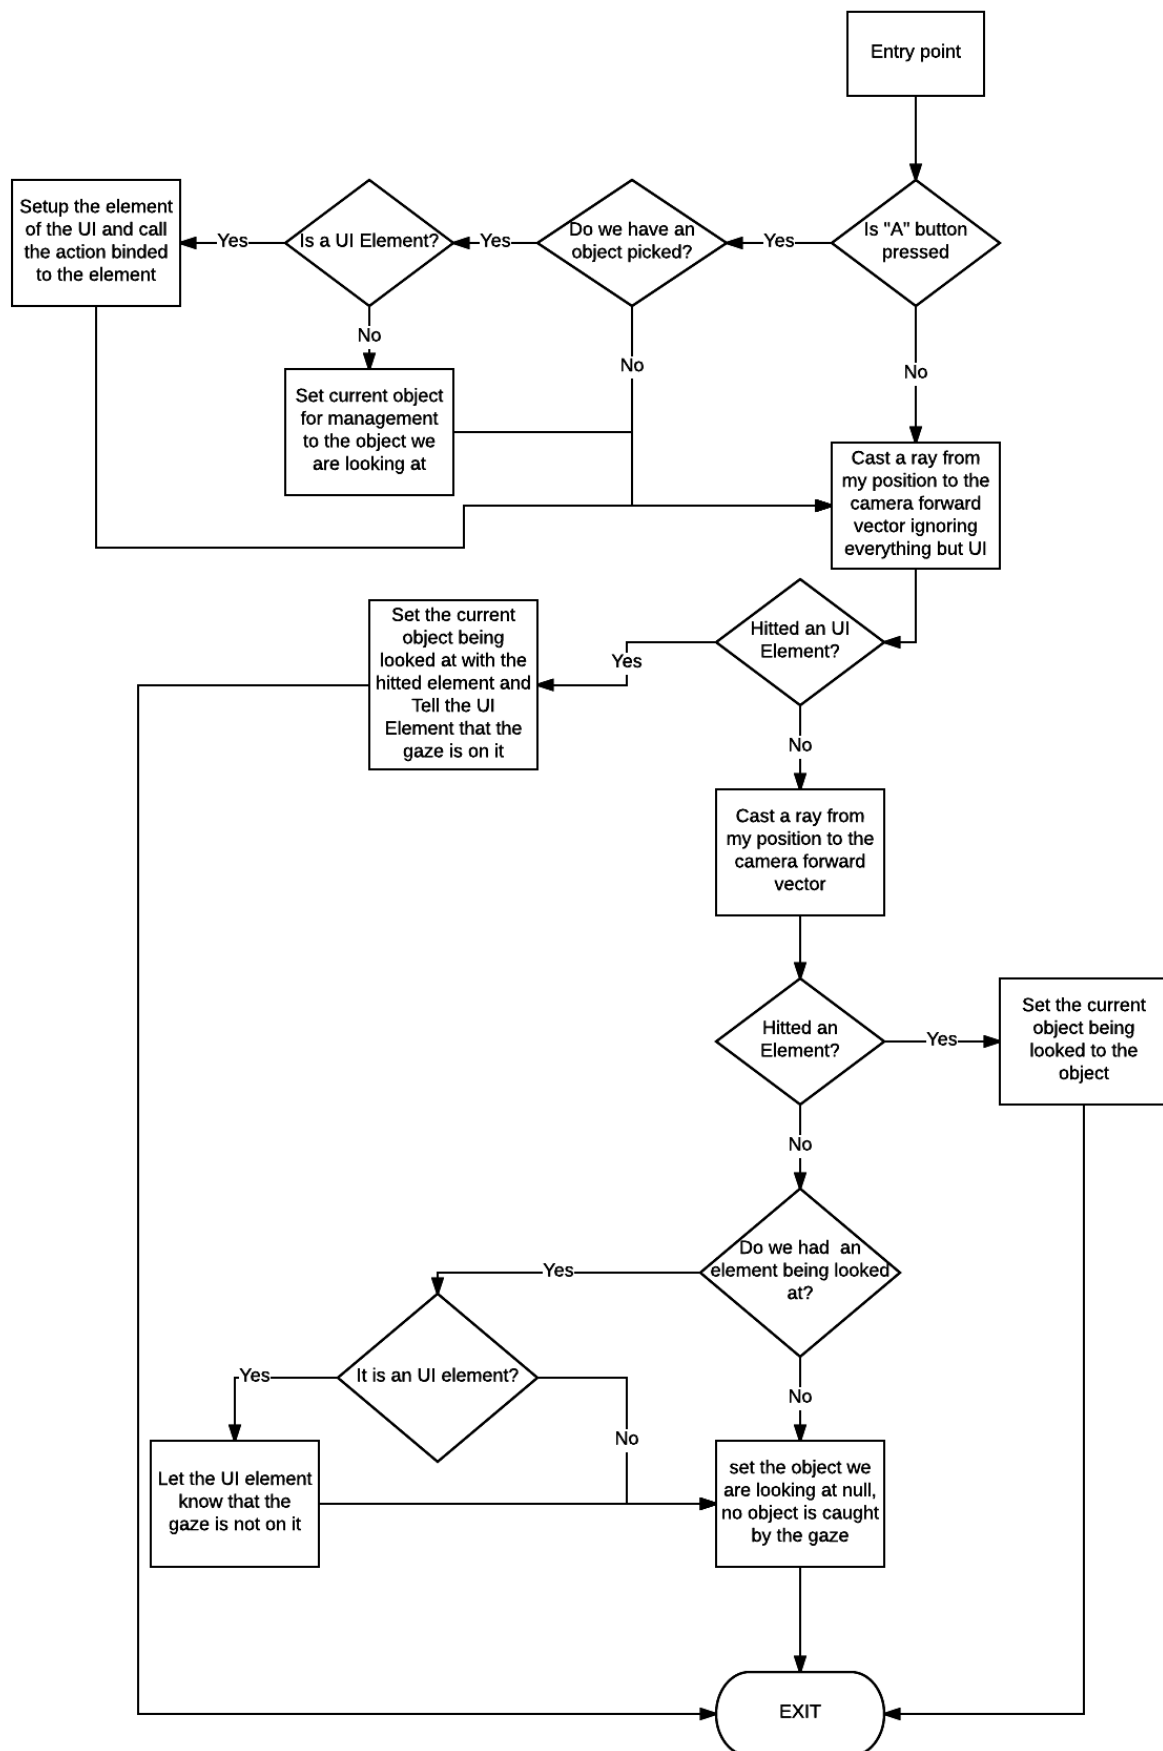 Entry point
Setup the element
of the UI and call
the action binded
to the element
Yes
Is a UI Element?
Yes
Do we have an
object picked?
Yes
Is "A" button
pressed
No
No
No
Set current object
for management
to the object we
are looking at
Cast a ray from
my position to the
camera forward
vector ignoring
everything but UI
Set the current
object being
looked at with the
hitted element and
Tell the UI
Element that the
gaze is on it
Yes
Hitted an UI
Element?
No
Cast a ray from
my position to the
camera forward
vector
Hitted an
Element?
Yes
Set the current
object being
looked to the
object
No
Do we had an
element being looked
at?
Yes
Yes
It is an UI element?
No
No
Let the UI element
know that the
gaze is not on it
set the object we
are looking at null,
no object is caught
by the gaze
EXIT